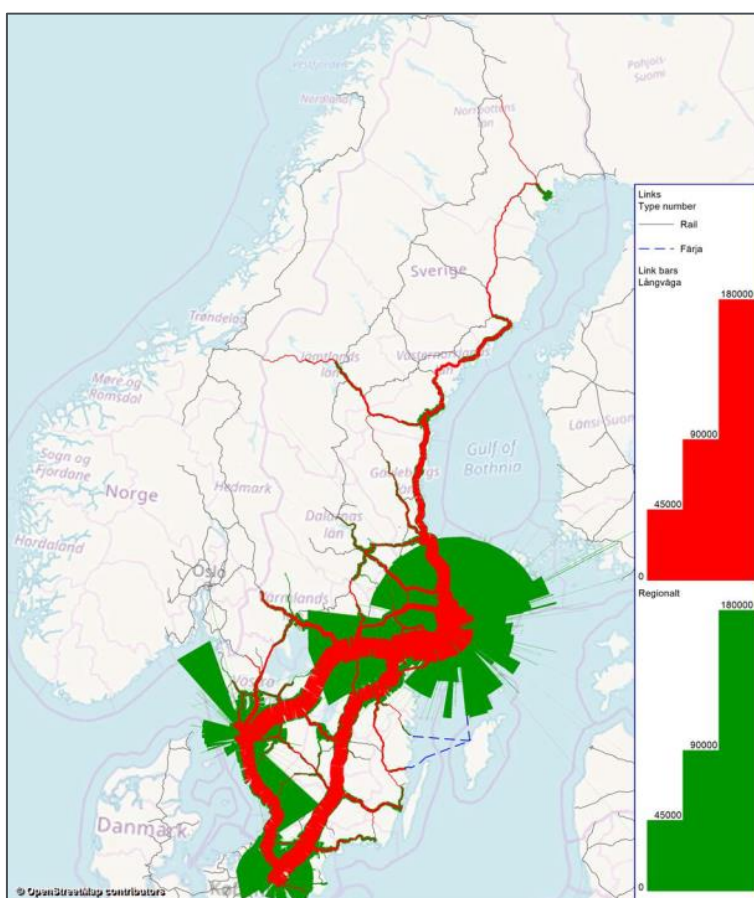 Nordland
Norrbottens
län
Pohjois-
Suomi
Links
Type number
Rail
Färja
Link bars
Långväga
180000
90000
45000
0
Regionalt
180000
90000
45000
0
Sverige
Trøndelag
Jämtlands
län
Västernorrlands
Møre og
Romsdal
Sogn og
Fjordane
Norge
Hedmark
Hordaland
Gävleborgs
Gulf of
Bothnia
Länsi-Suomi
Dalarnas
län
Oslo
Värmlands
Västra
Danmark
© OpenStreetMap contributors